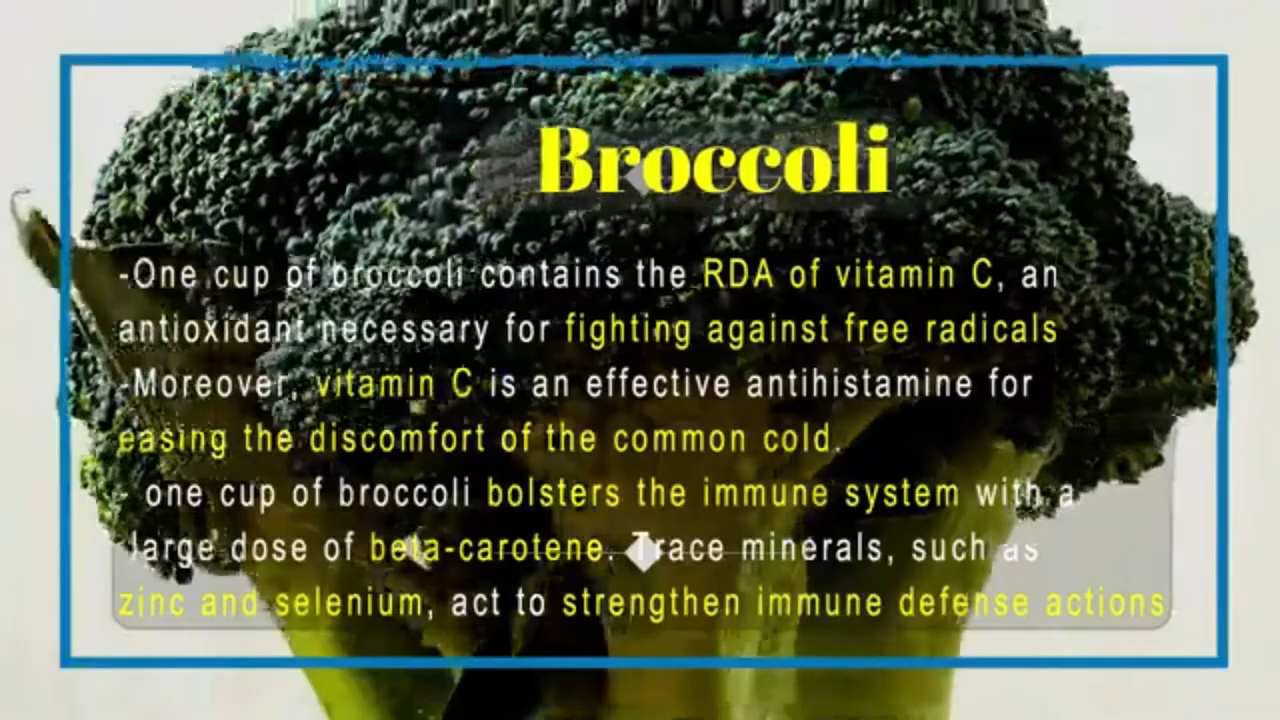 Broccoli
-One cup of broccoli contains the RDA of vitamin C, an
antioxidant necessary for fighting against free radicals
-Moreover, vitamin C is an effective antihistamine for
easing the discomfort of the common cold.
- one cup of broccoli bolsters the immune system with a
large dose of beta-carotene. Trace minerals, such as
zinc and selenium, act to strengthen immune defense actions.